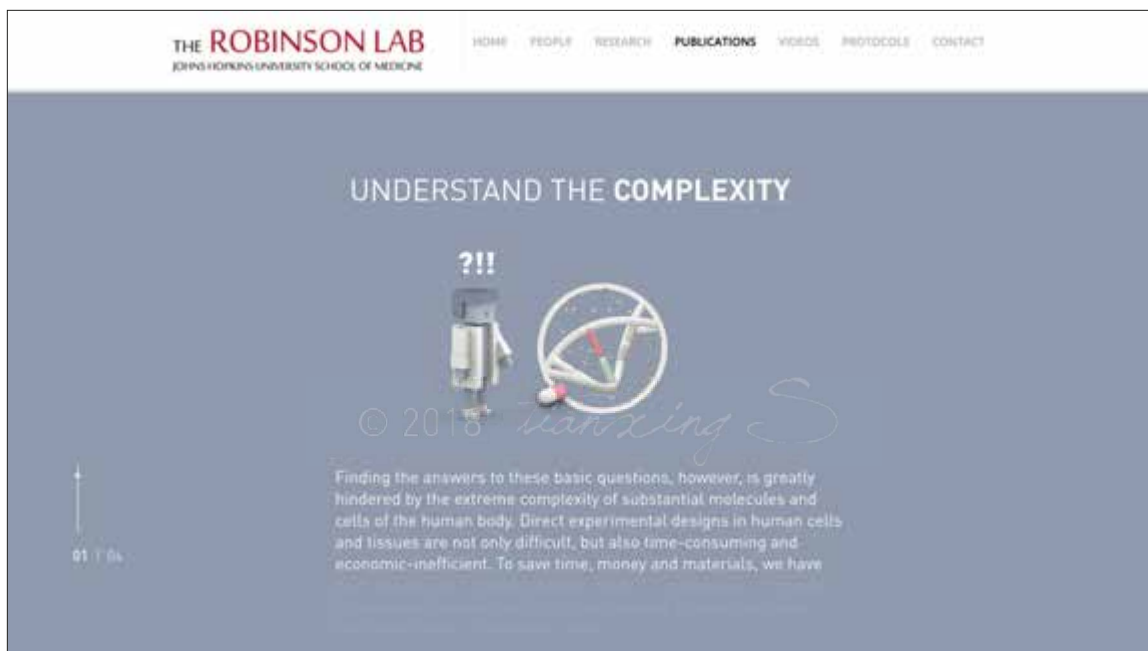 THE ROBINSON LAB
JOHNS HOPKINS UNIVERSITY SCHOOL OF MEDICINE
HOME PEOPLE RESEARCH PUBLICATIONS VIDEOS PROTOCOLS CONTACT
UNDERSTAND THE COMPLEXITY
?!!
© 2018 tianxing S
Finding the answers to these basic questions, however, is greatly
hindered by the extreme complexity of substantial molecules and
cells of the human body. Direct experimental designs in human cells
and tissues are not only difficult, but also time-consuming and
economic-inefficient. To save time, money and materials, we have
01 | 04